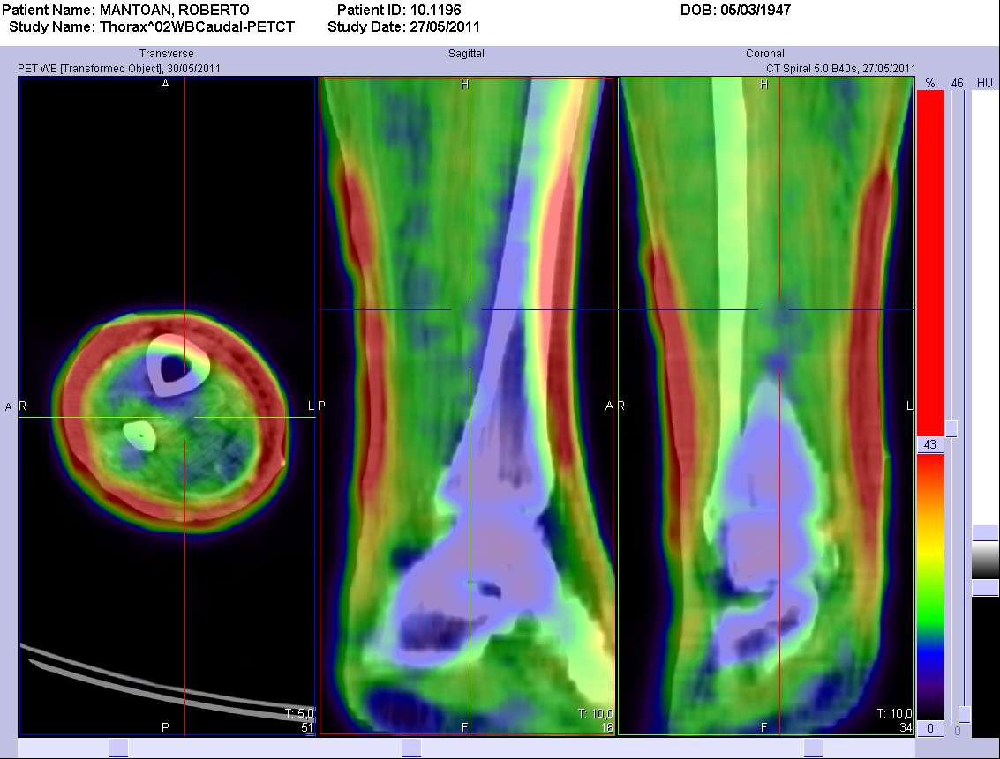 Patient Name: MANTOAN, ROBERTO Patient ID: 10.1196 DOB: 05/03/1947
Study Name: Thorax^02WBCaudal-PETCT Study Date: 27/05/2011
Transverse Sagittal Coronal
PET WB [Transformed Object], 30/05/2011 CT Spiral 5.0 B40s, 27/05/2011
A H H % 46 HU
A R L P A R L
43
T: 5,0 T: 10,0 T: 10,0
P 51 F 16 F 34 0 0